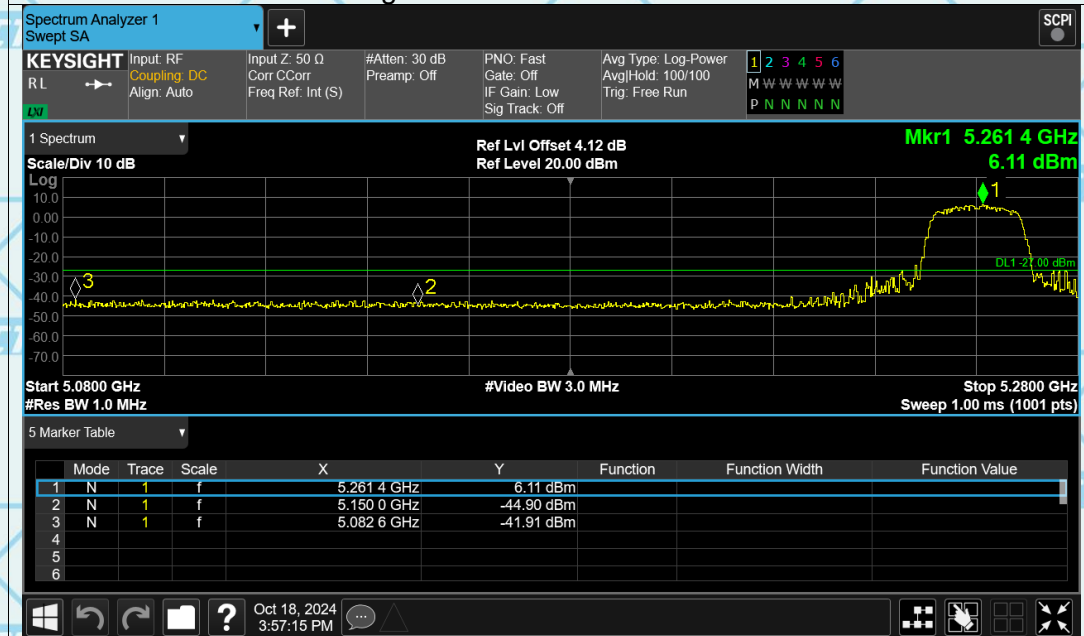 Spectrum Analyzer 1
Swept SA
+
SCPI
KEYSIGHT
RL
LXI
Input: RF
Coupling: DC
Align: Auto
Input Z: 50 Ω
Corr CCorr
Freq Ref: Int (S)
#Atten: 30 dB
Preamp: Off
PNO: Fast
Gate: Off
IF Gain: Low
Sig Track: Off
Avg Type: Log-Power
Avg|Hold: 100/100
Trig: Free Run
1 2 3 4 5 6
M W W W W W
P N N N N N
1 Spectrum
Scale/Div 10 dB
Ref Lvl Offset 4.12 dB
Ref Level 20.00 dBm
Mkr1 5.261 4 GHz
6.11 dBm
Log
10.0
0.00
-10.0
-20.0
-30.0
-40.0
-50.0
-60.0
-70.0
1
DL1 -27.00 dBm
3
2
Start 5.0800 GHz
#Video BW 3.0 MHz
Stop 5.2800 GHz
#Res BW 1.0 MHz
Sweep 1.00 ms (1001 pts)
5 Marker Table
Mode Trace Scale X Y Function Function Width Function Value
1 N 1 f 5.261 4 GHz 6.11 dBm
2 N 1 f 5.150 0 GHz -44.90 dBm
3 N 1 f 5.082 6 GHz -41.91 dBm
4
5
6
?
Oct 18, 2024
3:57:15 PM